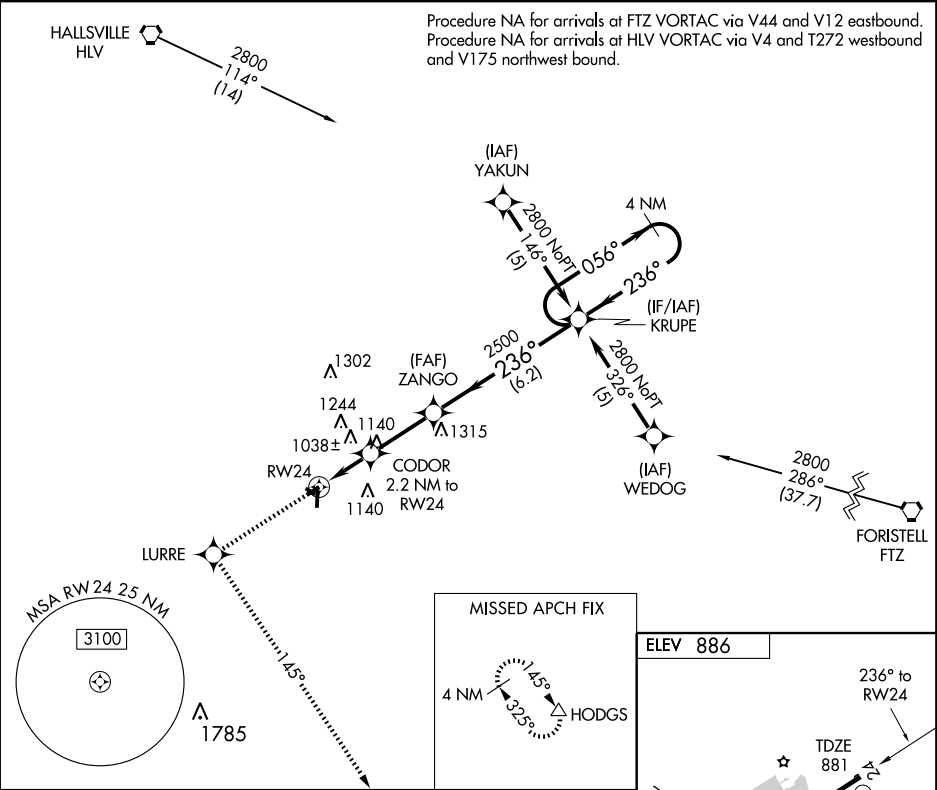 Procedure NA for arrivals at FTZ VORTAC via V44 and V12 eastbound.
Procedure NA for arrivals at HLV VORTAC via V4 and T272 westbound
and V175 northwest bound.
HALLSVILLE
HLV
2800
114°
(14)
(IAF)
YAKUN
2800 NoPT
146°
(5)
4 NM
056°
236°
(IF/IAF)
KRUPE
2500
236°
(6.2)
2800 NoPT
326°
(5)
(IAF)
WEDOG
(FAF)
ZANGO
1302
1244
1140
1038±
1315
RW24
CODOR
2.2 NM to
RW24
1140
2800
286°
(37.7)
FORISTELL
FTZ
LURRE
145°
MSA RW24 25 NM
3100
1785
MISSED APCH FIX
4 NM
145°
325°
HODGS
ELEV 886
236° to
RW24
TDZE
881
24